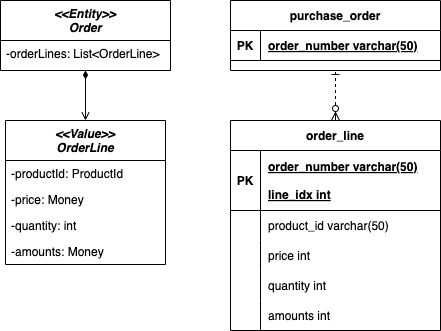 <<Entity>>
Order
-orderLines: List<OrderLine>
<<Value>>
OrderLine
-productId: ProductId
-price: Money
-quantity: int
-amounts: Money
purchase_order
PK order_number varchar(50)
order_line
PK
order_number varchar(50)
line_idx int
product_id varchar(50)
price int
quantity int
amounts int